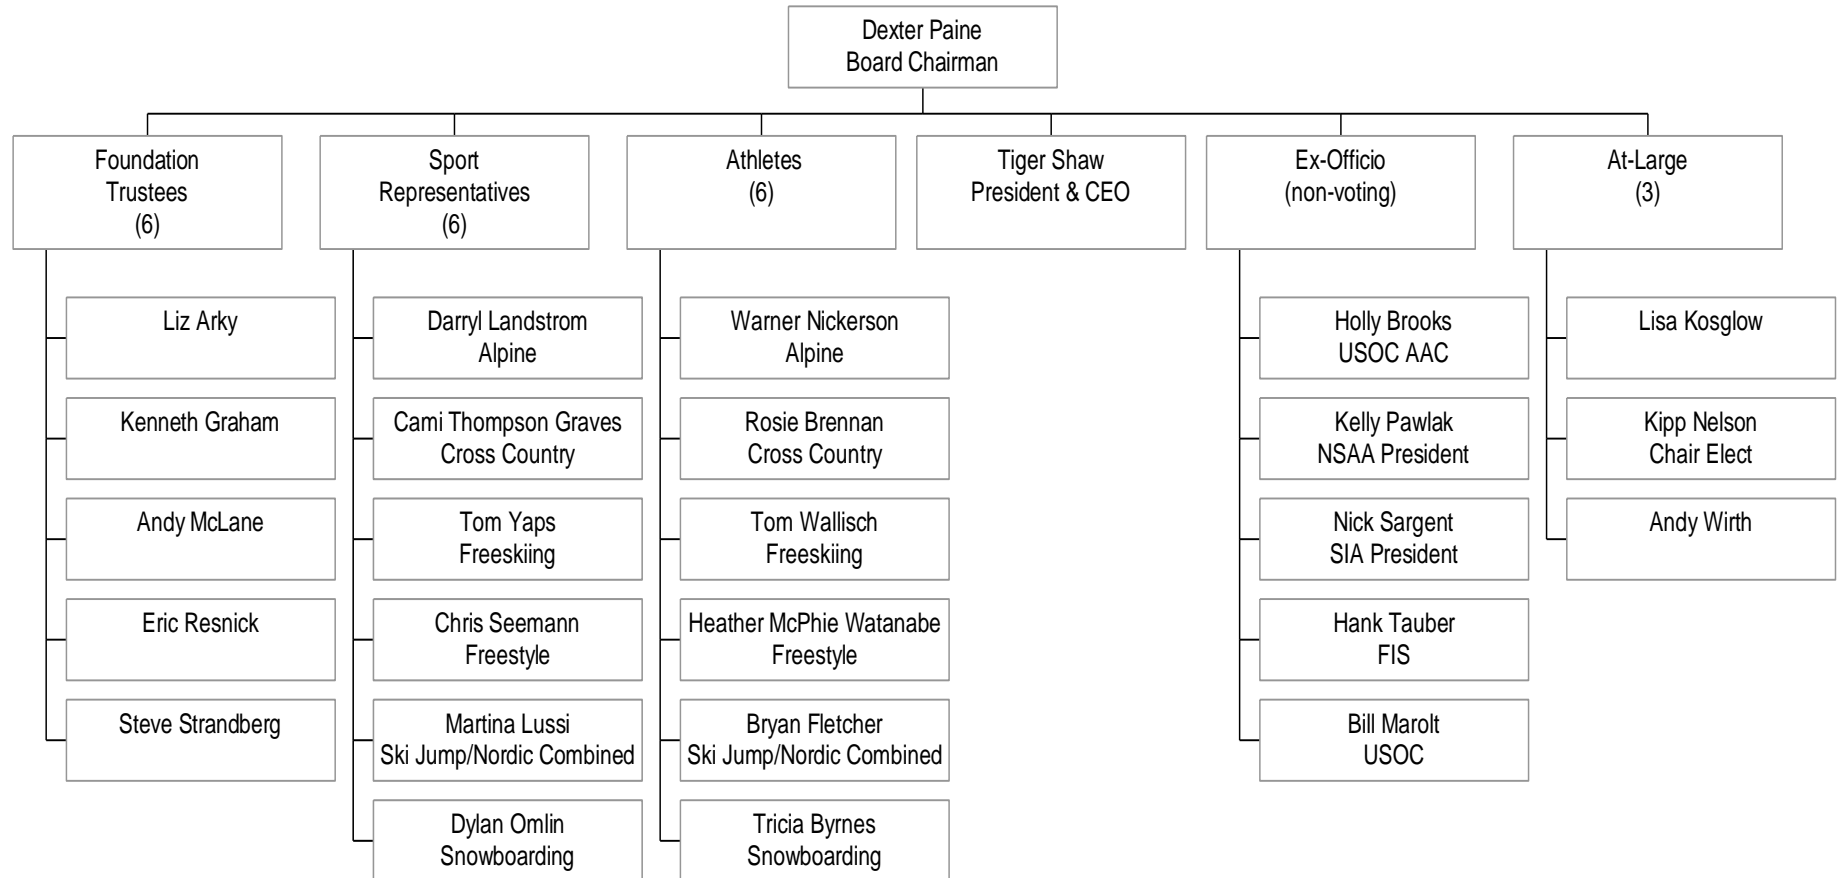 Dexter Paine
Board Chairman
Foundation
Trustees
(6)
Sport
Representatives
(6)
Athletes
(6)
Tiger Shaw
President & CEO
Ex-Officio
(non-voting)
At-Large
(3)
Liz Arky
Kenneth Graham
Andy McLane
Eric Resnick
Steve Strandberg
Darryl Landstrom
Alpine
Cami Thompson Graves
Cross Country
Tom Yaps
Freeskiing
Chris Seemann
Freestyle
Martina Lussi
Ski Jump/Nordic Combined
Dylan Omlin
Snowboarding
Warner Nickerson
Alpine
Rosie Brennan
Cross Country
Tom Wallisch
Freeskiing
Heather McPhie Watanabe
Freestyle
Bryan Fletcher
Ski Jump/Nordic Combined
Tricia Byrnes
Snowboarding
Holly Brooks
USOC AAC
Kelly Pawlak
NSAA President
Nick Sargent
SIA President
Hank Tauber
FIS
Bill Marolt
USOC
Lisa Kosglow
Kipp Nelson
Chair Elect
Andy Wirth